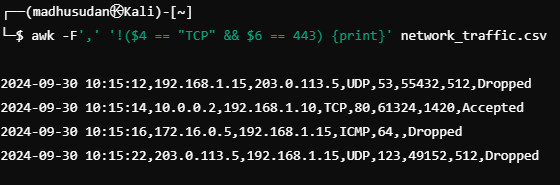 ┌──(madhusudan㉿Kali)-[~]
└─$ awk -F',' '!($4 == "TCP" && $6 == 443) {print}' network_traffic.csv
2024-09-30 10:15:12,192.168.1.15,203.0.113.5,UDP,53,55432,512,Dropped
2024-09-30 10:15:14,10.0.0.2,192.168.1.10,TCP,80,61324,1420,Accepted
2024-09-30 10:15:16,172.16.0.5,192.168.1.15,ICMP,64,,Dropped
2024-09-30 10:15:22,203.0.113.5,192.168.1.15,UDP,123,49152,512,Dropped